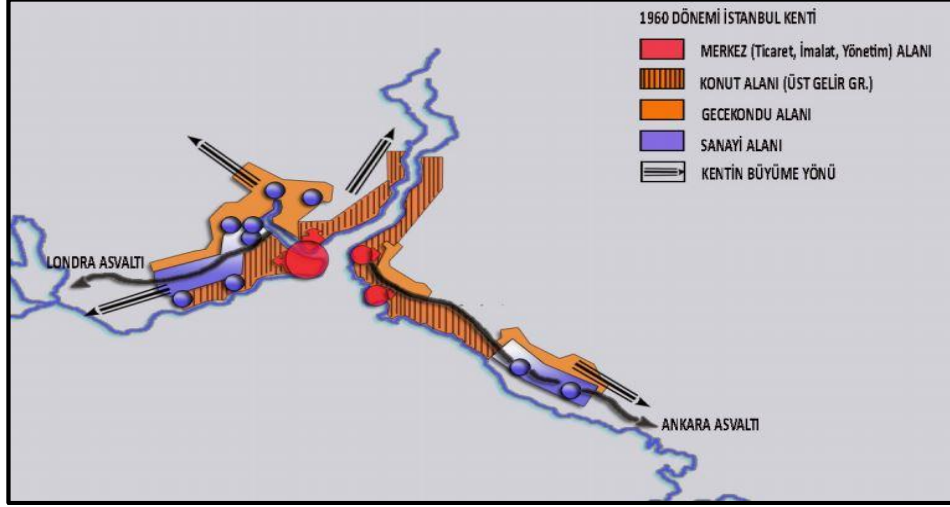 1960 DÖNEMİ İSTANBUL KENTİ
MERKEZ (Ticaret, İmalat, Yönetim) ALANI
KONUT ALANI (ÜST GELİR GR.)
GECEKONDU ALANI
SANAYİ ALANI
KENTİN BÜYÜME YÖNÜ
LONDRA ASVALTI
ANKARA ASVALTI